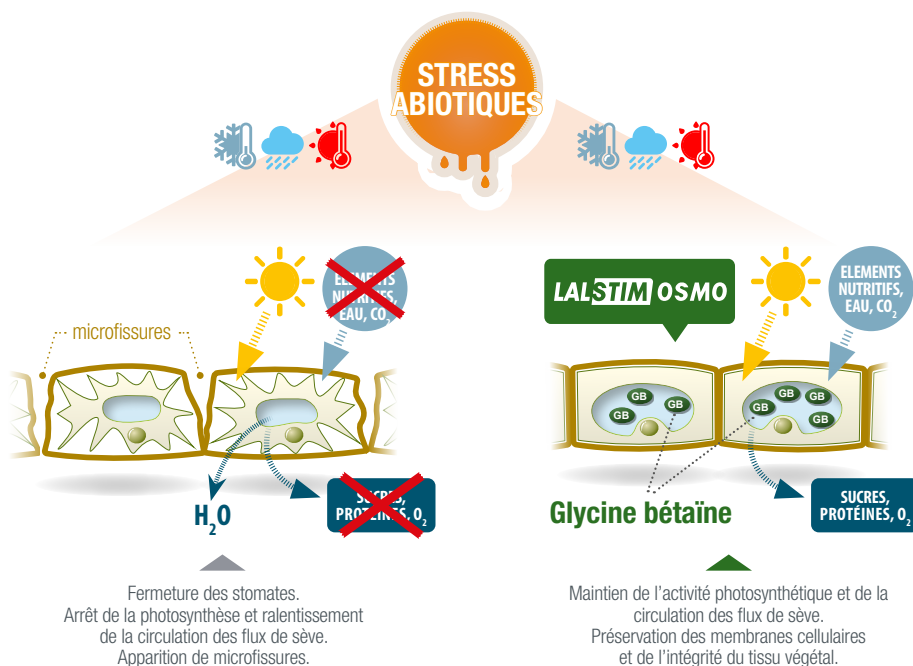 STRESS
ABIOTIQUES
microfissures
ELEMENTS
NUTRITIFS,
EAU, CO₂
H₂O
SUCRES,
PROTÉINES, O₂
Fermeture des stomates.
Arrêt de la photosynthèse et ralentissement
de la circulation des flux de sève.
Apparition de microfissures.
LALSTIM OSMO
ELEMENTS
NUTRITIFS,
EAU, CO₂
GB
GB
GB
GB
GB
GB
GB
Glycine bétaïne
SUCRES,
PROTÉINES, O₂
Maintien de l'activité photosynthétique et de la
circulation des flux de sève.
Préservation des membranes cellulaires
et de l'intégrité du tissu végétal.